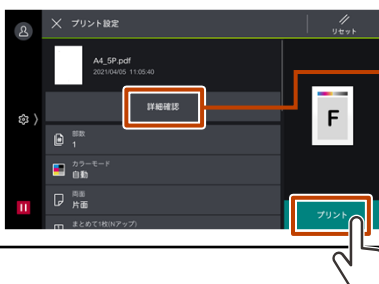 プリント設定
リセット
A4_5P.pdf
2021/04/05 11:05:40
詳細確認
部数
1
カラーモード
自動
両面
片面
まとめて1枚(Nアップ)
F
プリント